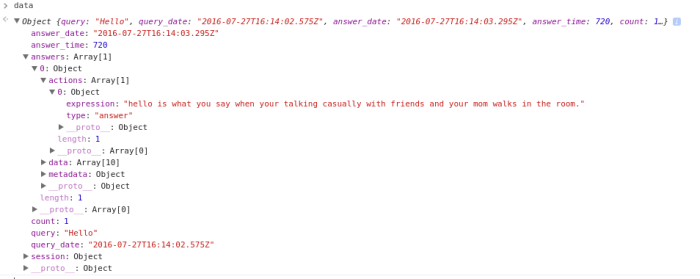 data
Object {query: "Hello", query_date: "2016-07-27T16:14:02.575Z", answer_date: "2016-07-27T16:14:03.295Z", answer_time: 720, count: 1…}
answer_date: "2016-07-27T16:14:03.295Z"
answer_time: 720
answers: Array[1]
0: Object
actions: Array[1]
0: Object
expression: "hello is what you say when your talking casually with friends and your mom walks in the room."
type: "answer"
__proto__: Object
length: 1
__proto__: Array[0]
data: Array[10]
metadata: Object
__proto__: Object
length: 1
__proto__: Array[0]
count: 1
query: "Hello"
query_date: "2016-07-27T16:14:02.575Z"
session: Object
__proto__: Object